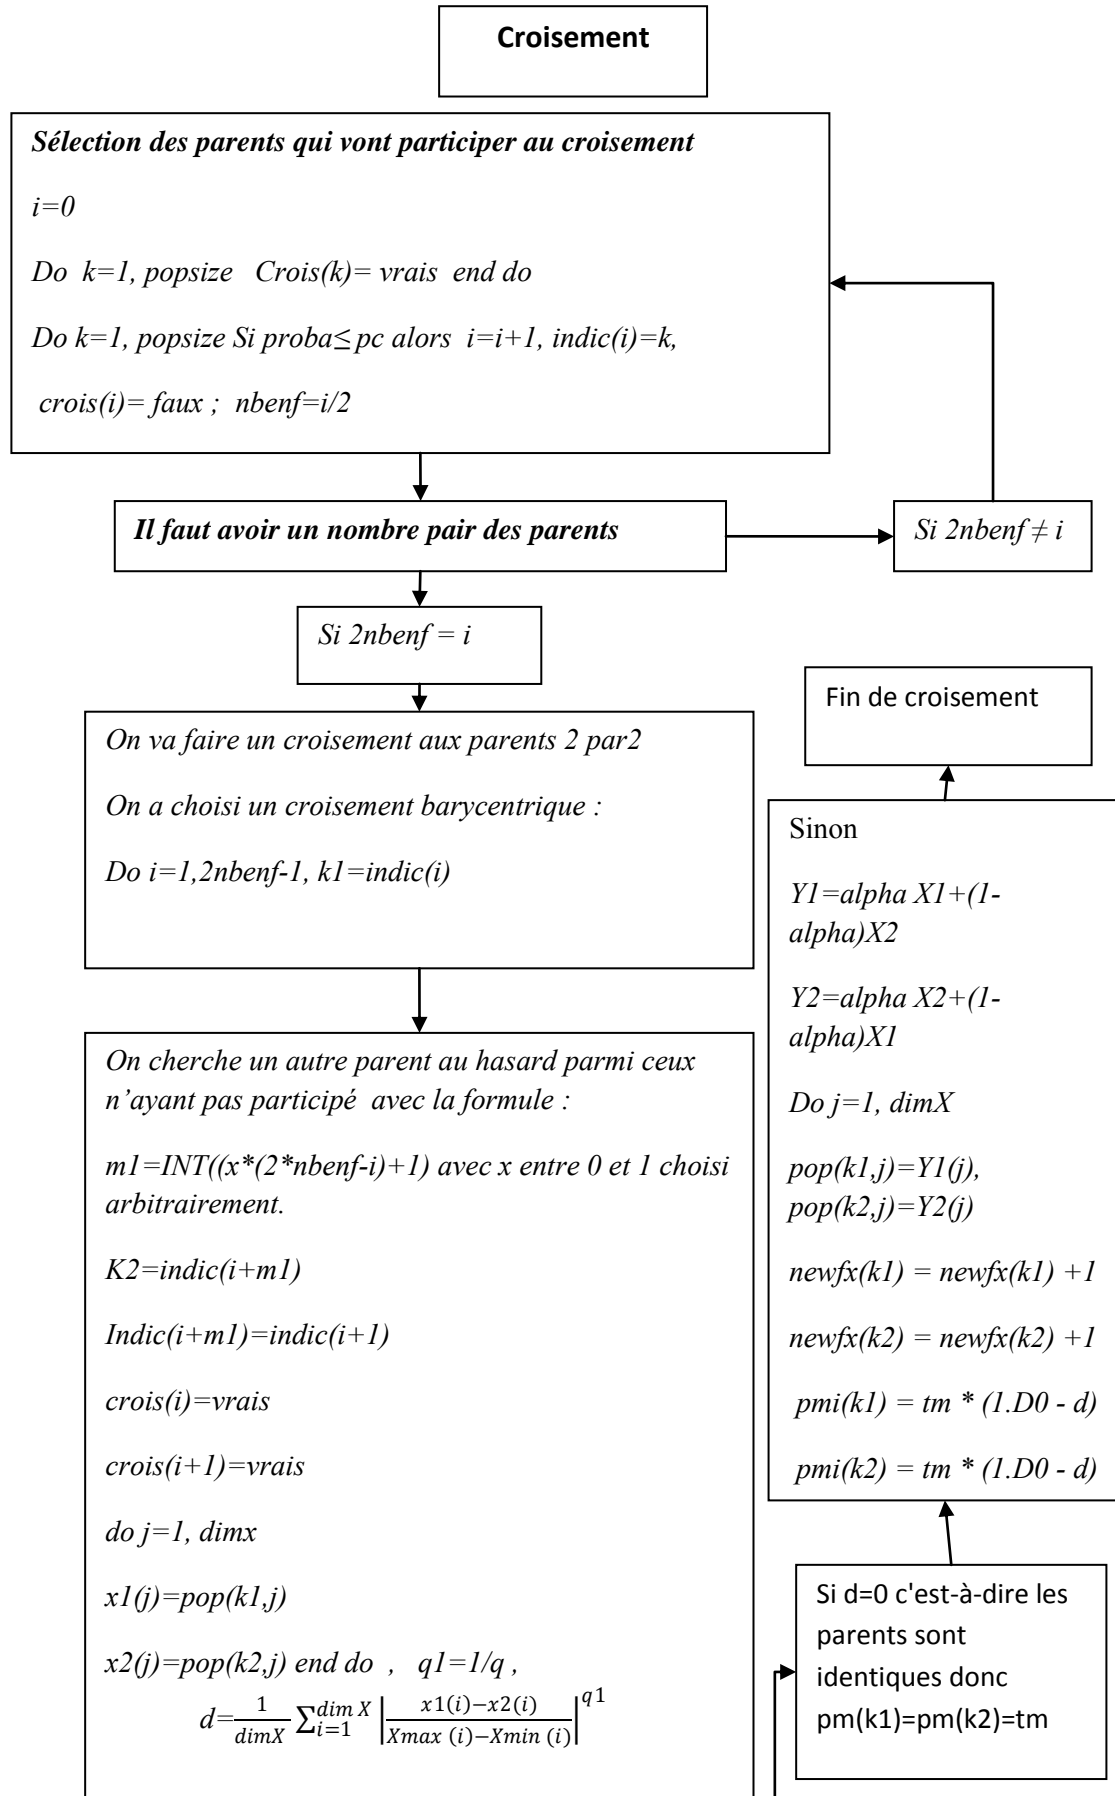 Croisement
Sélection des parents qui vont participer au croisement
i=0
Do k=1, popsize Crois(k)= vrais end do
Do k=1, popsize Si proba≤ pc alors i=i+1, indic(i)=k,
crois(i)= faux ; nbenf=i/2
Il faut avoir un nombre pair des parents
Si 2nbenf ≠ i
Si 2nbenf = i
On va faire un croisement aux parents 2 par2
On a choisi un croisement barycentrique :
Do i=1,2nbenf-1, k1=indic(i)
On cherche un autre parent au hasard parmi ceux
n'ayant pas participé avec la formule :
m1=INT((x*(2*nbenf-i)+1) avec x entre 0 et 1 choisi
arbitrairement.
K2=indic(i+m1)
Indic(i+m1)=indic(i+1)
crois(i)=vrais
crois(i+1)=vrais
do j=1, dimx
x1(j)=pop(k1,j)
x2(j)=pop(k2,j) end do , q1=1/q ,
d=\frac{1}{dimX} \sum_{i=1}^{dim X} \left|\frac{x1(i)-x2(i)}{Xmax (i)-Xmin (i)}\right|^{q1}
Si d=0 c'est-à-dire les
parents sont
identiques donc
pm(k1)=pm(k2)=tm
Sinon
Y1=alpha X1+(1-
alpha)X2
Y2=alpha X2+(1-
alpha)X1
Do j=1, dimX
pop(k1,j)=Y1(j),
pop(k2,j)=Y2(j)
newfx(k1) = newfx(k1) +1
newfx(k2) = newfx(k2) +1
pmi(k1) = tm * (1.D0 - d)
pmi(k2) = tm * (1.D0 - d)
Fin de croisement